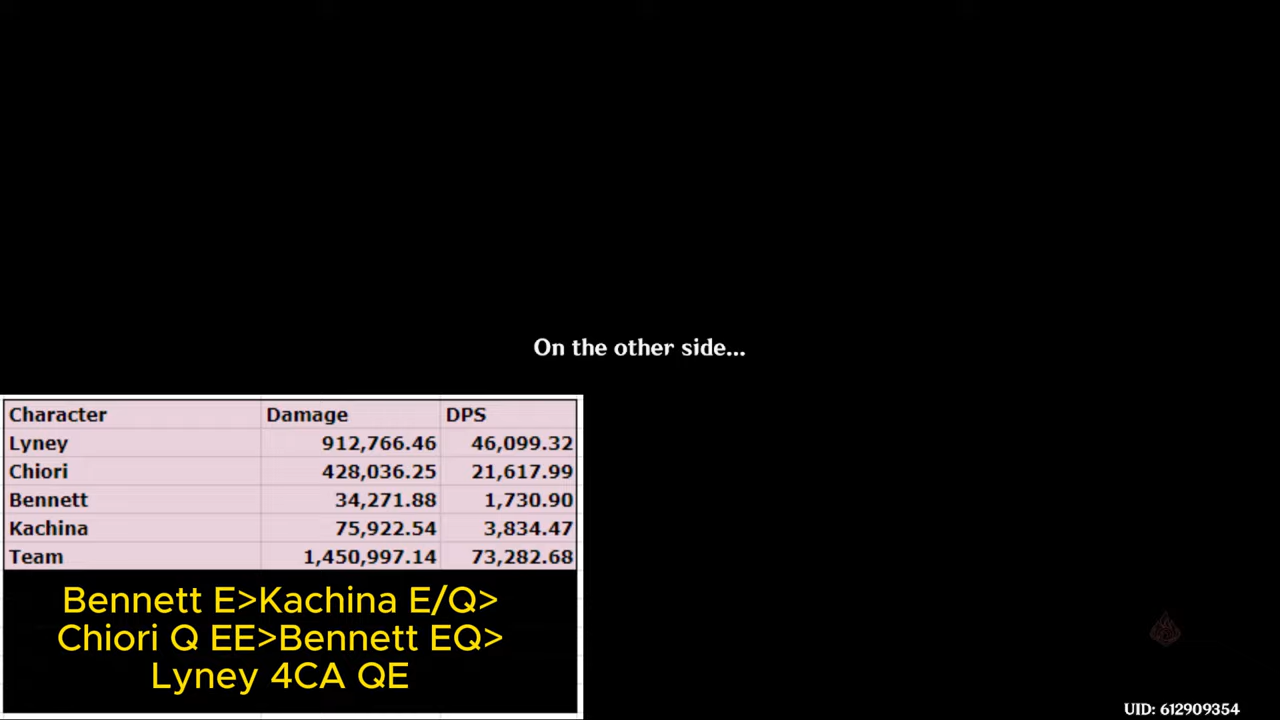 On the other side...
Character Damage DPS
Lyney 912,766.46 46,099.32
Chiori 428,036.25 21,617.99
Bennett 34,271.88 1,730.90
Kachina 75,922.54 3,834.47
Team 1,450,997.14 73,282.68
Bennett E>Kachina E/Q>
Chiori Q EE>Bennett EQ>
Lyney 4CA QE
UID: 612909354